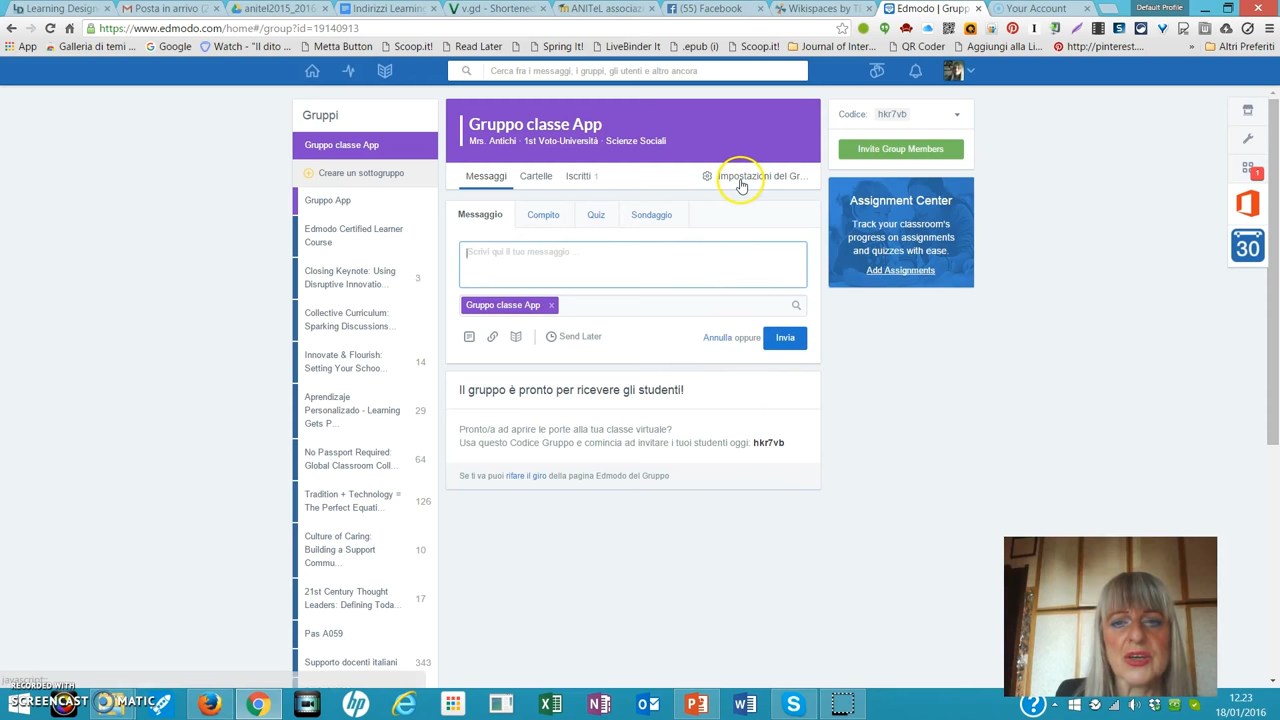 Learning Design
Posta in arrivo (2
anitel2015_2016
Indirizzi Learning
V v.gd - Shortened
ANITeL associaz
(55) Facebook
Wikispaces by T
Edmodo | Grupp
Your Account
Default Profile
https://www.edmodo.com/home#/group?id=19140913
App
Acer
Galleria di temi
Scoop.it! "Il dito ...
Metta Button
Scoop.it!
Spring It!
LiveBinder It
.epub (i)
Scoop.it!
Journal of Inter
QR Code
Aggiungi alla Li
http://pinterest
»
Altri Preferiti
Cerca fra i messaggi, i gruppi, gli utenti e altro ancora
Gruppi
Gruppo classe App
Creare un sottogruppo
Gruppo App
Edmodo Certified Learner
Course
Closing Keynote: Using
Disruptive Innovatio...
3
Collective Curriculum:
Sparking Discussions...
Innovate & Flourish:
Setting Your Schoo...
14
Aprendizaje
Personalizado - Learning
Gets P...
29
No Passport Required:
Global Classroom Coll...
64
Tradition + Technology =
The Perfect Equati...
126
Culture of Caring:
Building a Support
Commu...
10
21st Century Thought
Leaders: Defining Toda...
17
Pas A059
Supporto docenti italiani
343
Gruppo classe App
Mrs. Antichi · 1st Voto-Università · Scienze Sociali
Messaggi
Cartelle
Iscritti 1
Impostazioni del Gr...
Messaggio
Compito
Quiz
Sondaggio
Scrivi qui il tuo messaggio ...
Gruppo classe App x
Send Later
Annulla oppure
Invia
Il gruppo è pronto per ricevere gli studenti!
Pronto/a ad aprire le porte alla tua classe virtuale?
Usa questo Codice Gruppo e comincia ad invitare i tuoi studenti oggi: hkr7vb
Se ti va puoi rifare il giro della pagina Edmodo del Gruppo
Codice: hkr7vb
Invite Group Members
Assignment Center
Track your classroom's
progress on assignments
and quizzes with ease.
Add Assignments
1
30
javascript:
RECORDED WITH
SCREENCAST
MATIC
12.23
18/01/2016